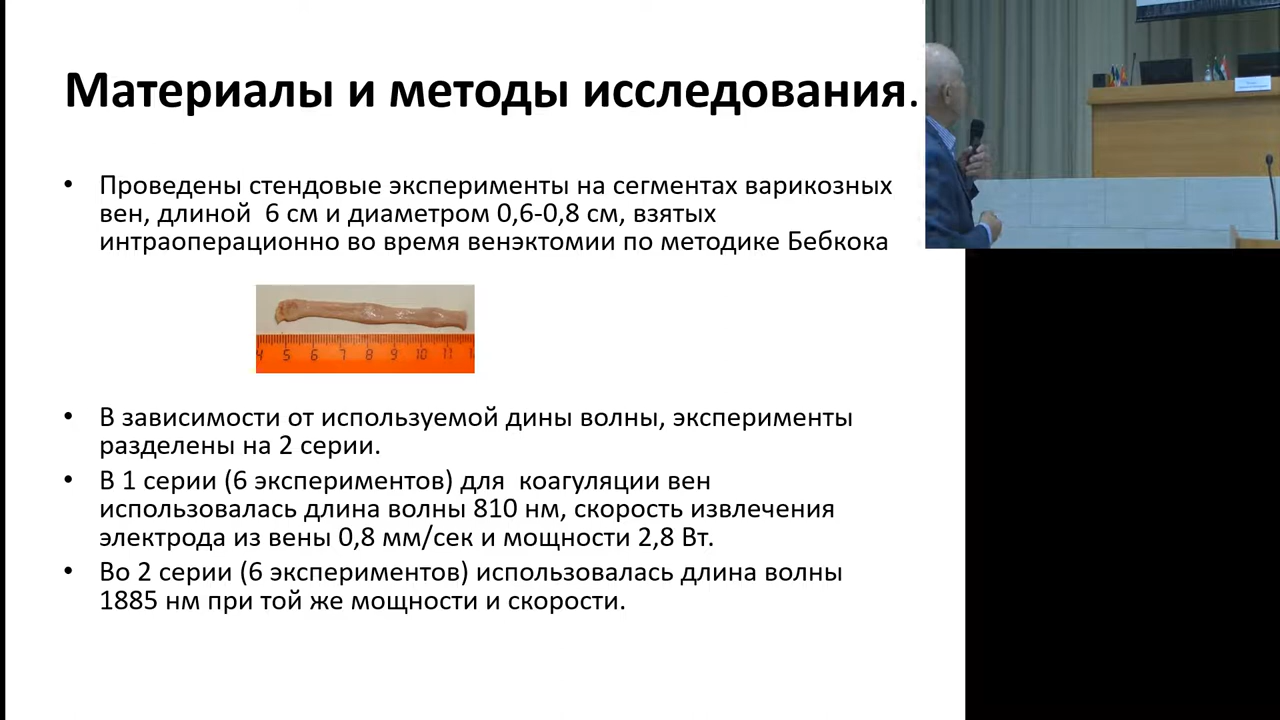 Материалы и методы исследования.
• Проведены стендовые эксперименты на сегментах варикозных
вен, длиной 6 см и диаметром 0,6-0,8 см, взятых
интраоперационно во время венэктомии по методике Бебкока
4 5 6 7 8 9 10 11
• В зависимости от используемой дины волны, эксперименты
разделены на 2 серии.
• В 1 серии (6 экспериментов) для коагуляции вен
использовалась длина волны 810 нм, скорость извлечения
электрода из вены 0,8 мм/сек и мощности 2,8 Вт.
• Во 2 серии (6 экспериментов) использовалась длина волны
1885 нм при той же мощности и скорости.